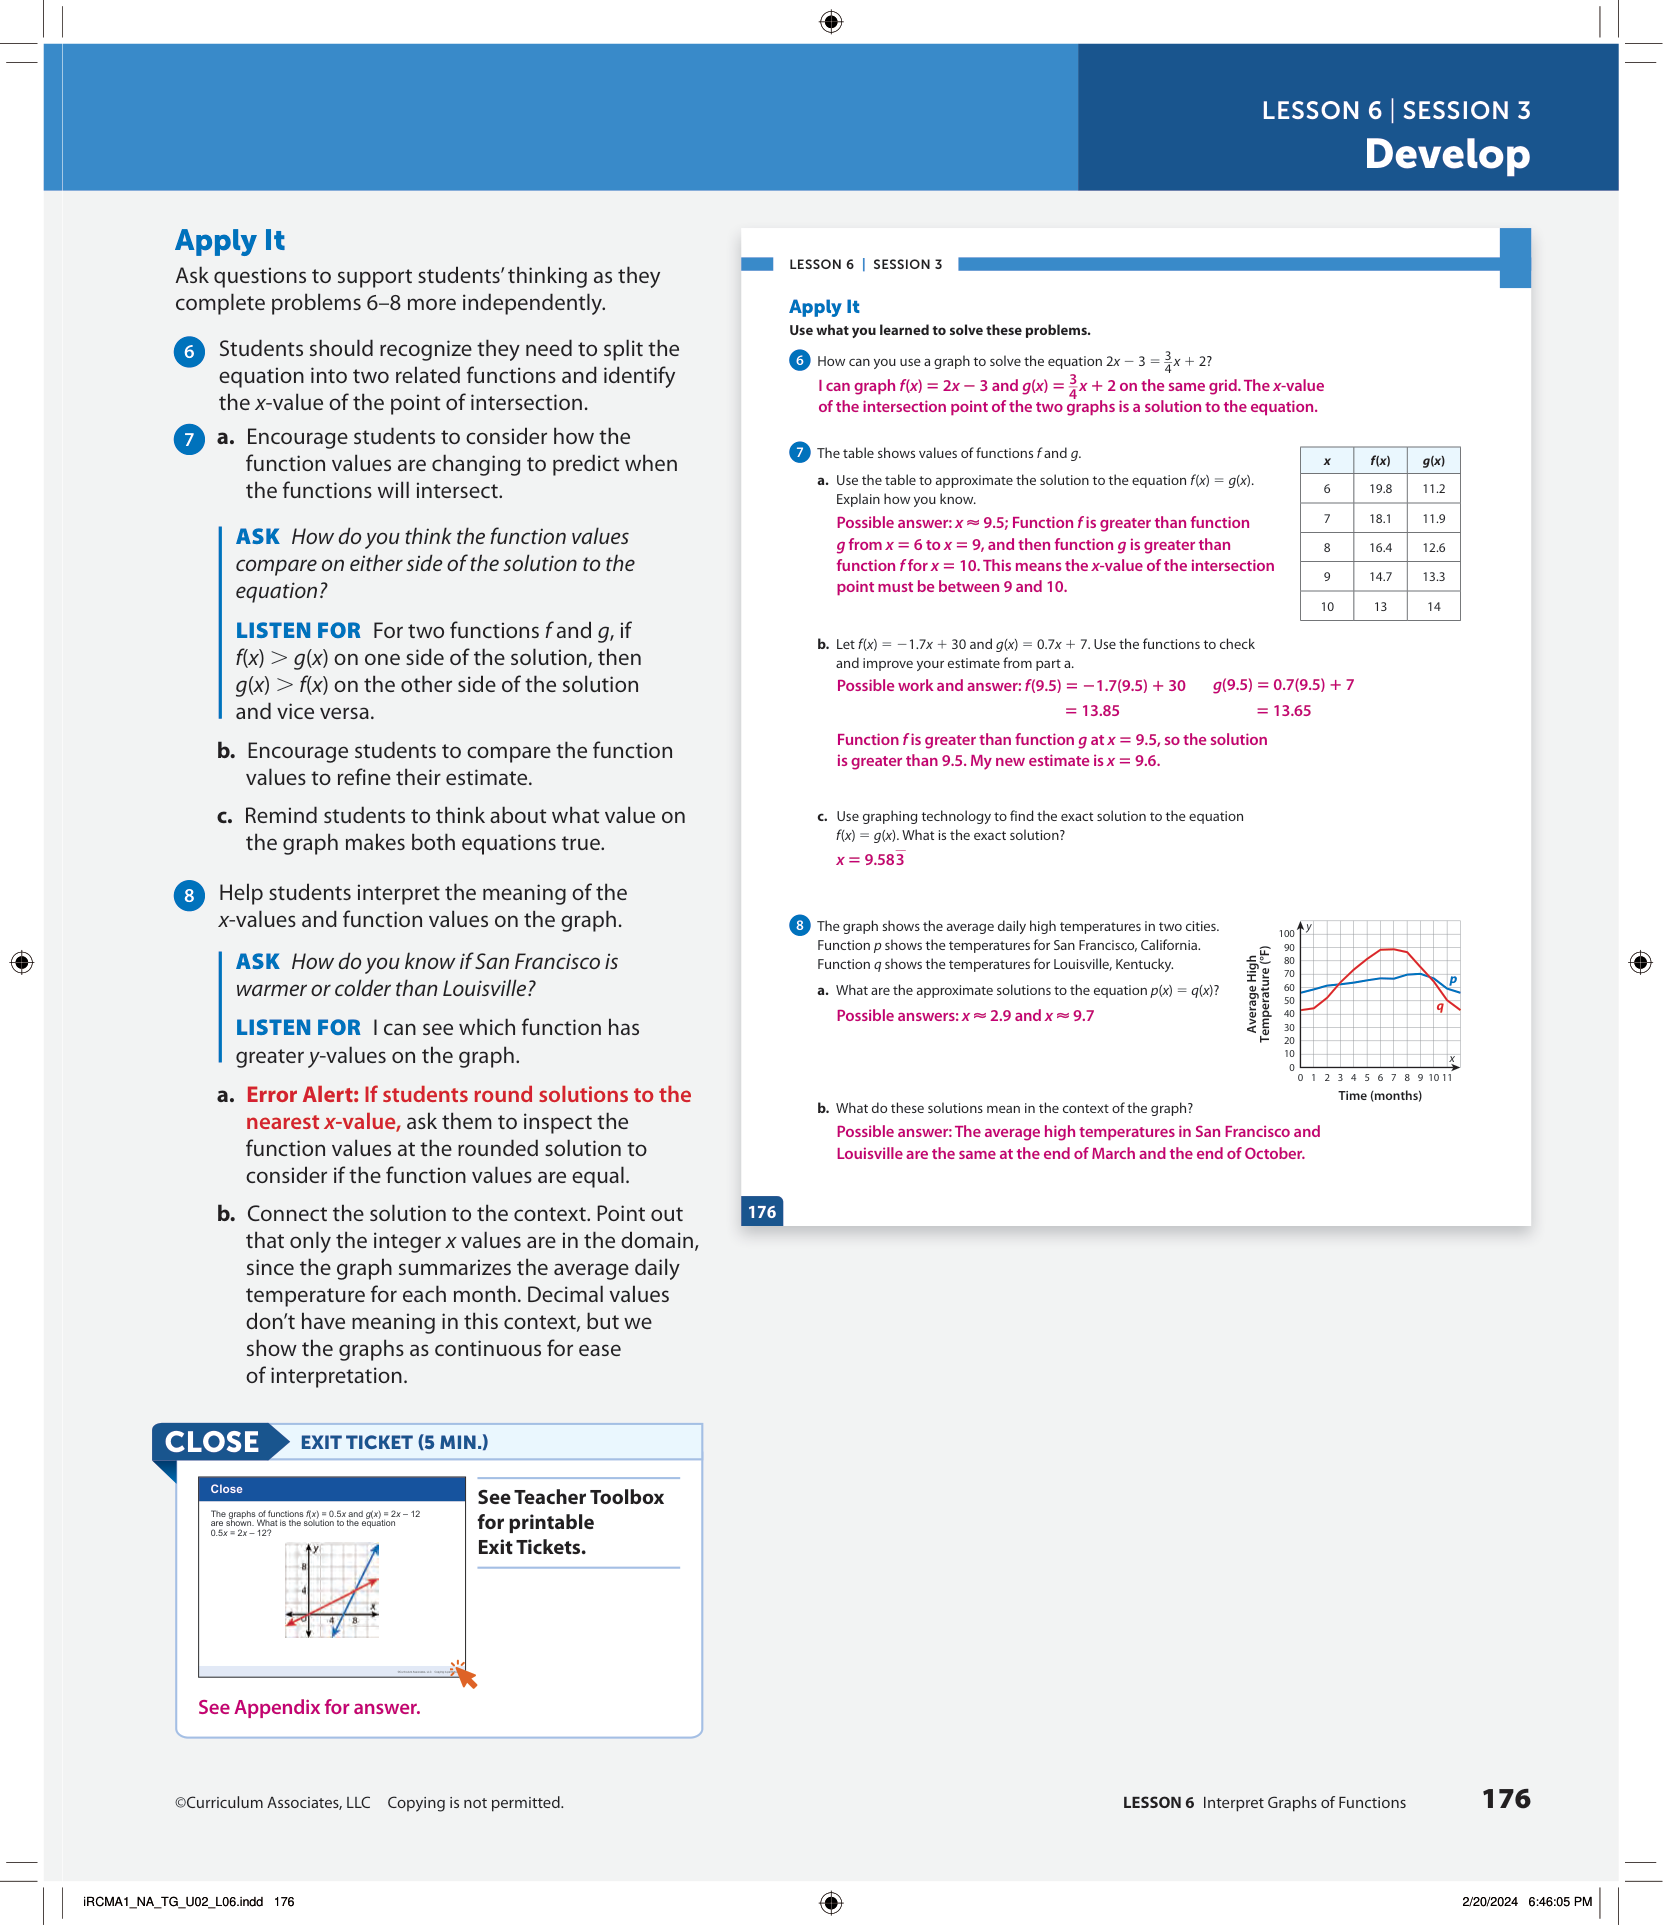 LESSON 6 | SESSION 3
Develop
Apply It
Ask questions to support students’ thinking as they
complete problems 6–8 more independently.
6 Students should recognize they need to split the
equation into two related functions and identify
the x-value of the point of intersection.
7 a. Encourage students to consider how the
function values are changing to predict when
the functions will intersect.
ASK How do you think the function values
compare on either side of the solution to the
equation?
LISTEN FOR For two functions f and g, if
f(x) > g(x) on one side of the solution, then
g(x) > f(x) on the other side of the solution
and vice versa.
b. Encourage students to compare the function
values to refine their estimate.
c. Remind students to think about what value on
the graph makes both equations true.
8 Help students interpret the meaning of the
x-values and function values on the graph.
ASK How do you know if San Francisco is
warmer or colder than Louisville?
LISTEN FOR I can see which function has
greater y-values on the graph.
a. Error Alert: If students round solutions to the
nearest x-value, ask them to inspect the
function values at the rounded solution to
consider if the function values are equal.
b. Connect the solution to the context. Point out
that only the integer x values are in the domain,
since the graph summarizes the average daily
temperature for each month. Decimal values
don’t have meaning in this context, but we
show the graphs as continuous for ease
of interpretation.
CLOSE EXIT TICKET (5 MIN.)
Close
The graphs of functions f(x) = 0.5x and g(x) = 2x – 12
are shown. What is the solution to the equation
0.5x = 2x – 12?
y
8
4
x
O 4 8
See Teacher Toolbox
for printable
Exit Tickets.
See Appendix for answer.
LESSON 6 | SESSION 3
Apply It
Use what you learned to solve these problems.
6 How can you use a graph to solve the equation 2x − 3 = 3/4x + 2?
I can graph f(x) = 2x − 3 and g(x) = 3/4x + 2 on the same grid. The x-value
of the intersection point of the two graphs is a solution to the equation.
7 The table shows values of functions f and g.
a. Use the table to approximate the solution to the equation f(x) = g(x).
Explain how you know.
Possible answer: x ≈ 9.5; Function f is greater than function
g from x = 6 to x = 9, and then function g is greater than
function f for x = 10. This means the x-value of the intersection
point must be between 9 and 10.
x f(x) g(x)
6 19.8 11.2
7 18.1 11.9
8 16.4 12.6
9 14.7 13.3
10 13 14
b. Let f(x) = −1.7x + 30 and g(x) = 0.7x + 7. Use the functions to check
and improve your estimate from part a.
Possible work and answer: f(9.5) = −1.7(9.5) + 30 g(9.5) = 0.7(9.5) + 7
= 13.85 = 13.65
Function f is greater than function g at x = 9.5, so the solution
is greater than 9.5. My new estimate is x = 9.6.
c. Use graphing technology to find the exact solution to the equation
f(x) = g(x). What is the exact solution?
x = 9.583̅
8 The graph shows the average daily high temperatures in two cities.
Function p shows the temperatures for San Francisco, California.
Function q shows the temperatures for Louisville, Kentucky.
a. What are the approximate solutions to the equation p(x) = q(x)?
Possible answers: x ≈ 2.9 and x ≈ 9.7
Average High
Temperature (°F)
y
100
90
80
70
60
50
40
30
20
10
0
p
q
x
0 1 2 3 4 5 6 7 8 9 10 11
Time (months)
b. What do these solutions mean in the context of the graph?
Possible answer: The average high temperatures in San Francisco and
Louisville are the same at the end of March and the end of October.
176
©Curriculum Associates, LLC Copying is not permitted.
LESSON 6 Interpret Graphs of Functions 176
iRCMA1_NA_TG_U02_L06.indd 176
2/20/2024 6:46:05 PM